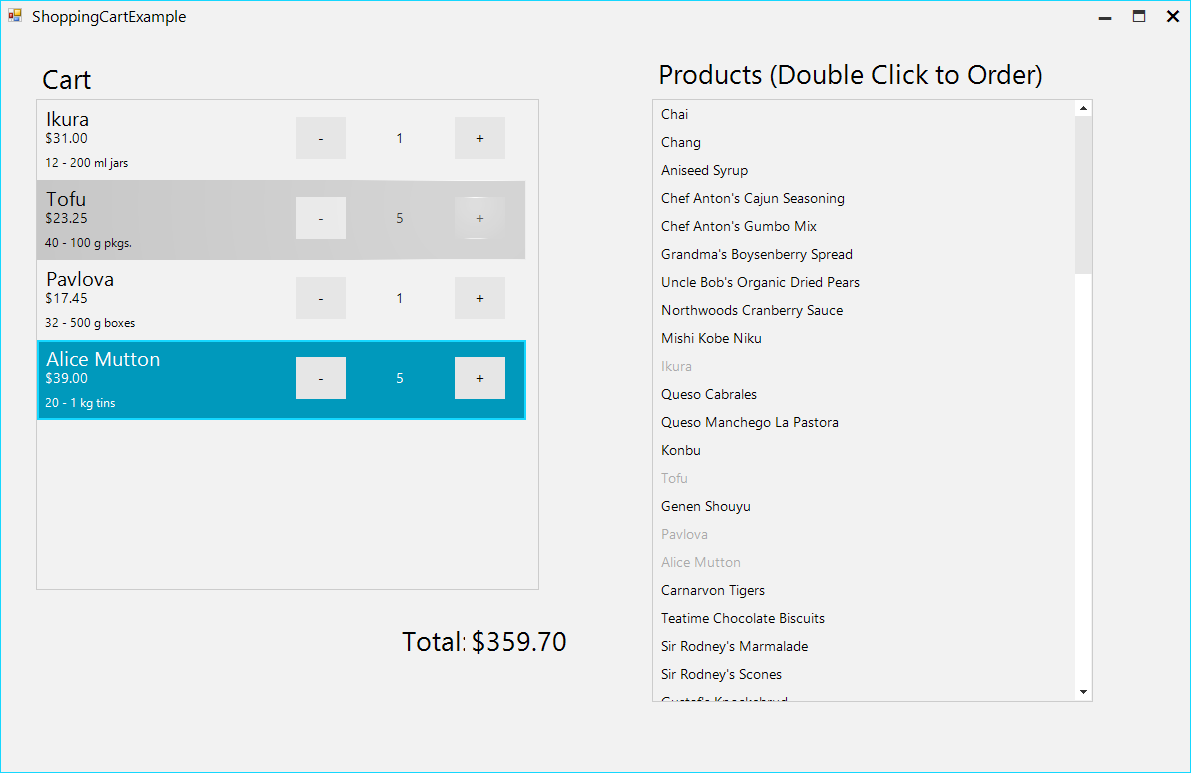 ShoppingCartExample
Cart
Ikura
$31.00
12 - 200 ml jars
- 1 +
Tofu
$23.25
40 - 100 g pkgs.
- 5 +
Pavlova
$17.45
32 - 500 g boxes
- 1 +
Alice Mutton
$39.00
20 - 1 kg tins
- 5 +
Total: $359.70
Products (Double Click to Order)
Chai
Chang
Aniseed Syrup
Chef Anton's Cajun Seasoning
Chef Anton's Gumbo Mix
Grandma's Boysenberry Spread
Uncle Bob's Organic Dried Pears
Northwoods Cranberry Sauce
Mishi Kobe Niku
Ikura
Queso Cabrales
Queso Manchego La Pastora
Konbu
Tofu
Genen Shouyu
Pavlova
Alice Mutton
Carnarvon Tigers
Teatime Chocolate Biscuits
Sir Rodney's Marmalade
Sir Rodney's Scones